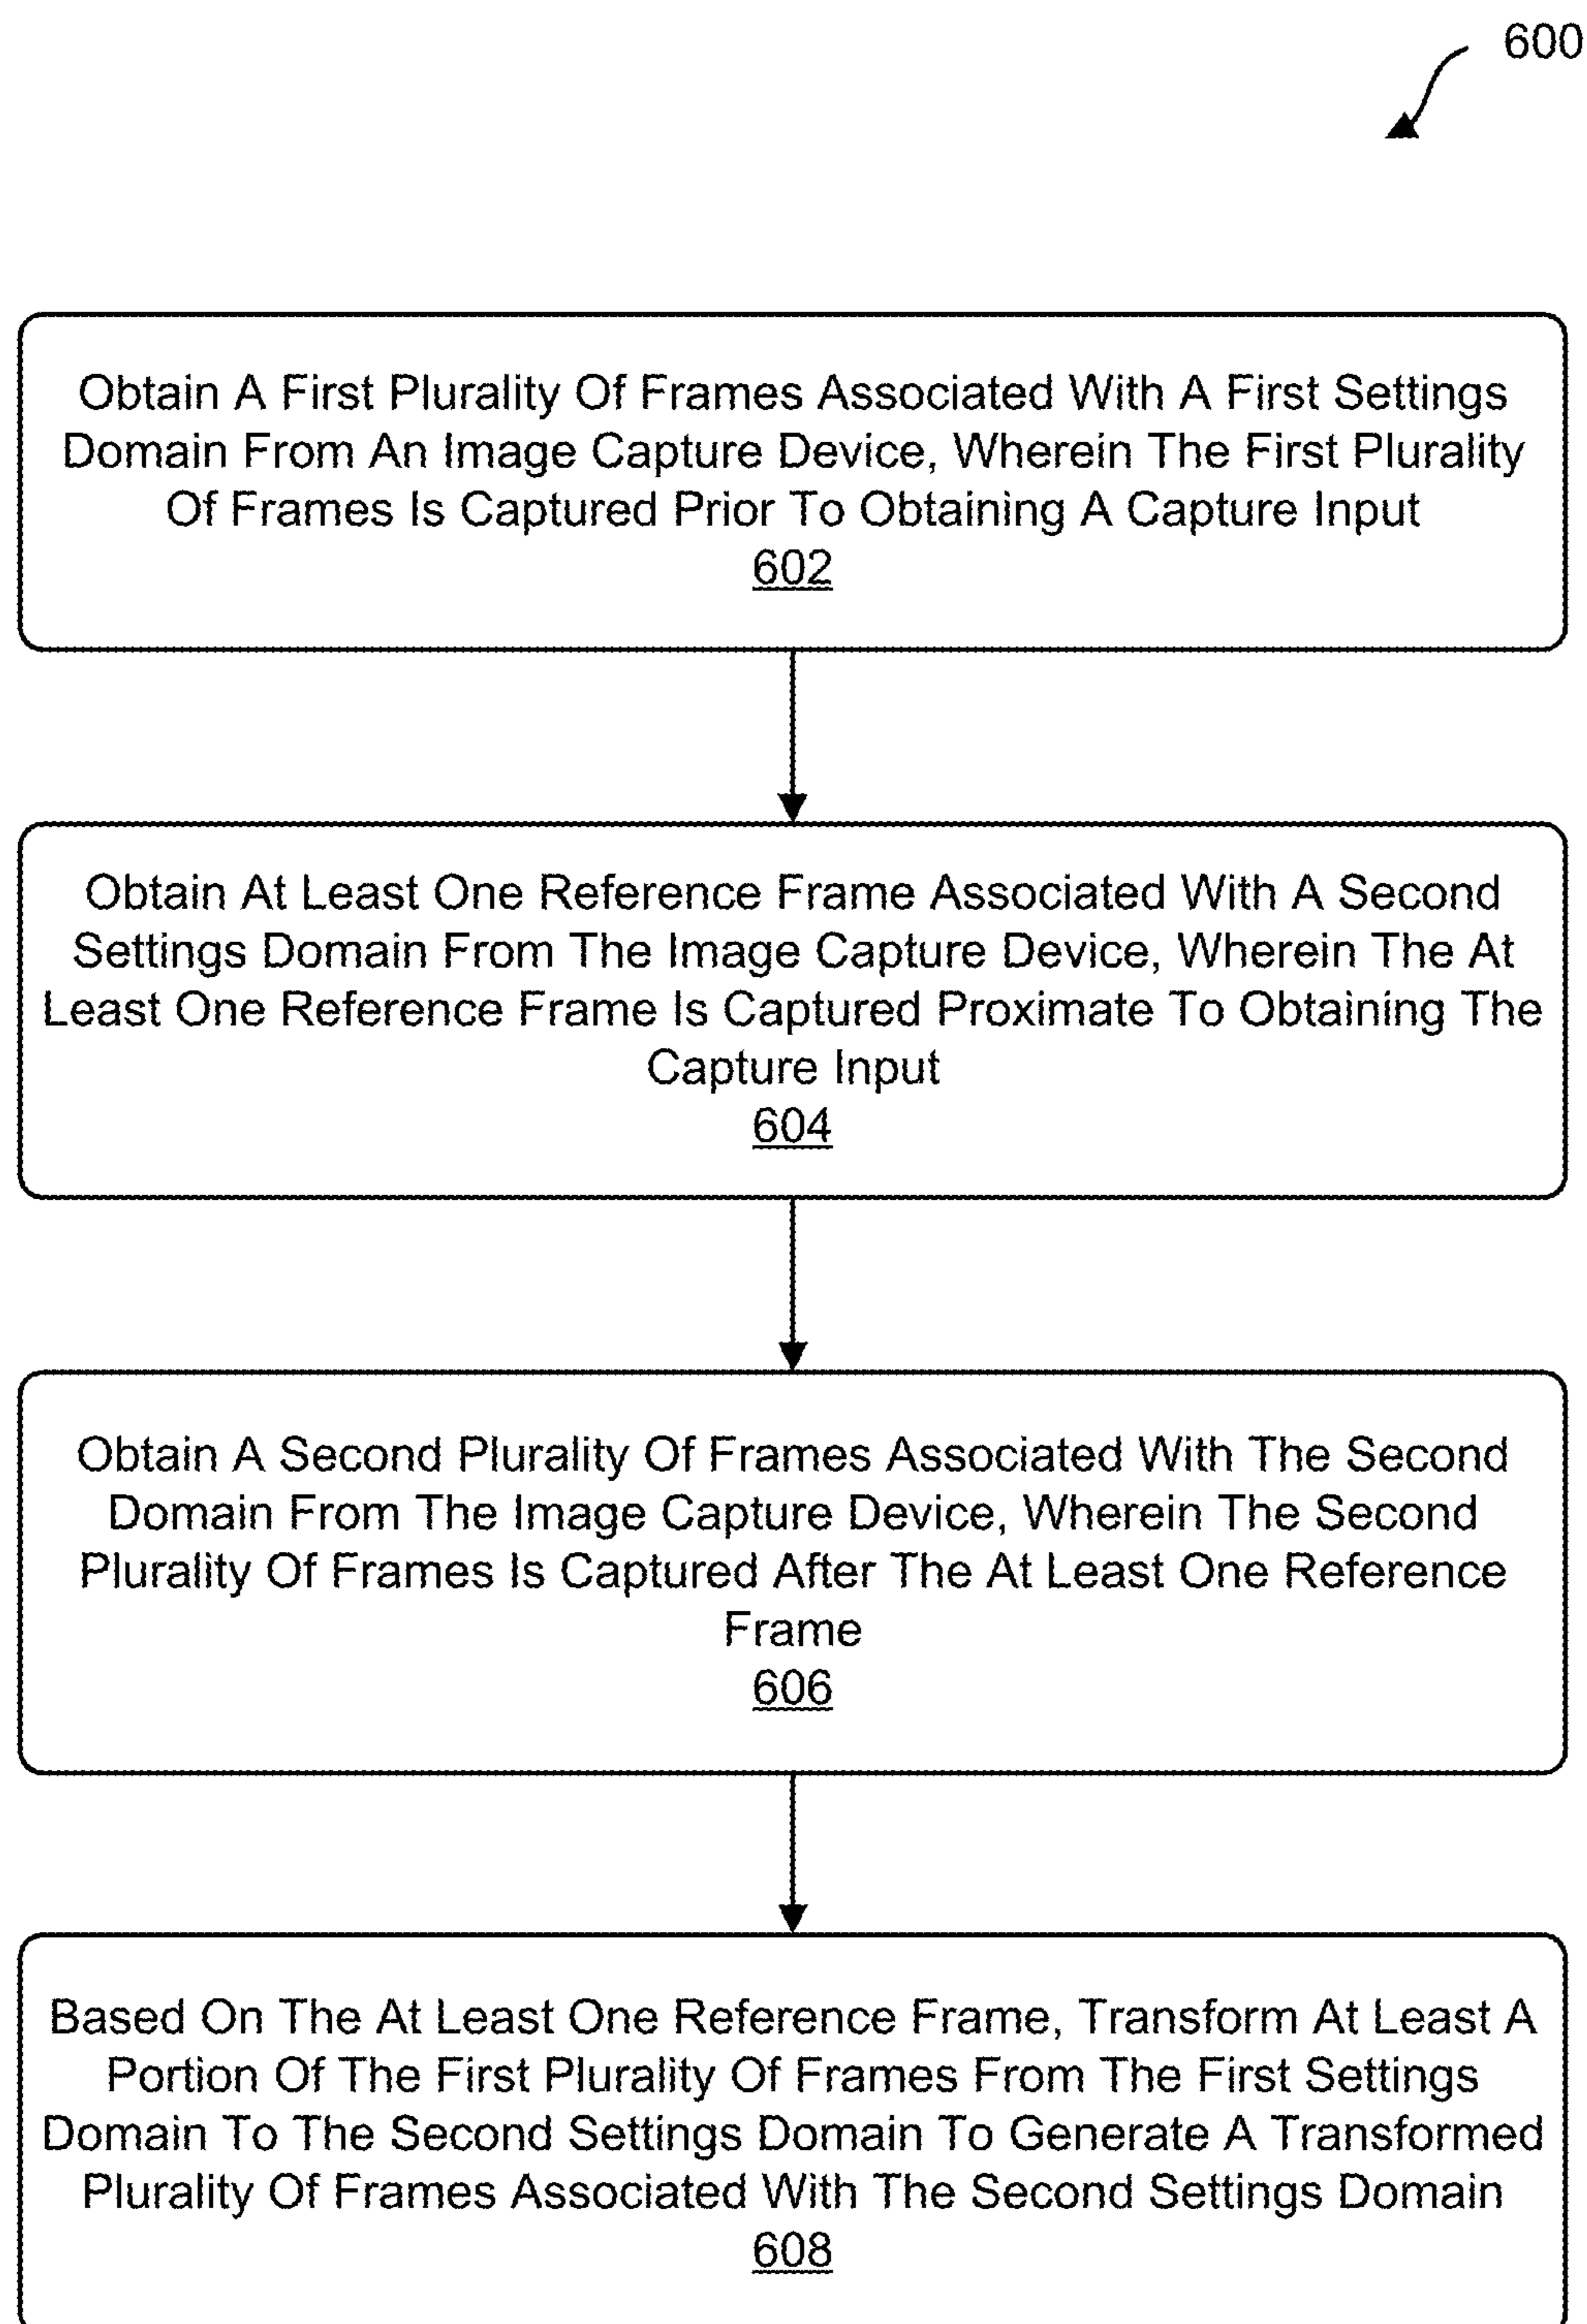 600
Obtain A First Plurality Of Frames Associated With A First Settings
Domain From An Image Capture Device, Wherein The First Plurality
Of Frames Is Captured Prior To Obtaining A Capture Input
602
Obtain At Least One Reference Frame Associated With A Second
Settings Domain From The Image Capture Device, Wherein The At
Least One Reference Frame Is Captured Proximate To Obtaining The
Capture Input
604
Obtain A Second Plurality Of Frames Associated With The Second
Domain From The Image Capture Device, Wherein The Second
Plurality Of Frames Is Captured After The At Least One Reference
Frame
606
Based On The At Least One Reference Frame, Transform At Least A
Portion Of The First Plurality Of Frames From The First Settings
Domain To The Second Settings Domain To Generate A Transformed
Plurality Of Frames Associated With The Second Settings Domain
608